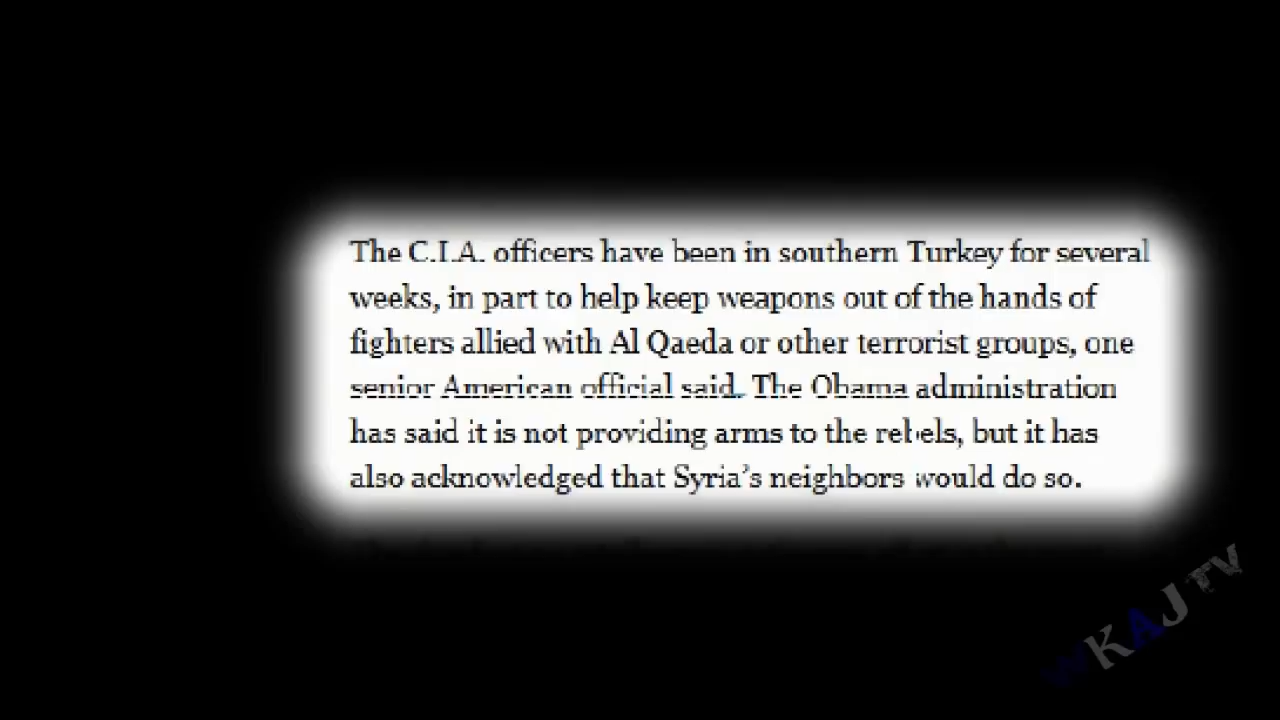 The C.I.A. officers have been in southern Turkey for several
weeks, in part to help keep weapons out of the hands of
fighters allied with Al Qaeda or other terrorist groups, one
senior American official said. The Obama administration
has said it is not providing arms to the rebels, but it has
also acknowledged that Syria's neighbors would do so.
WKAJ TV